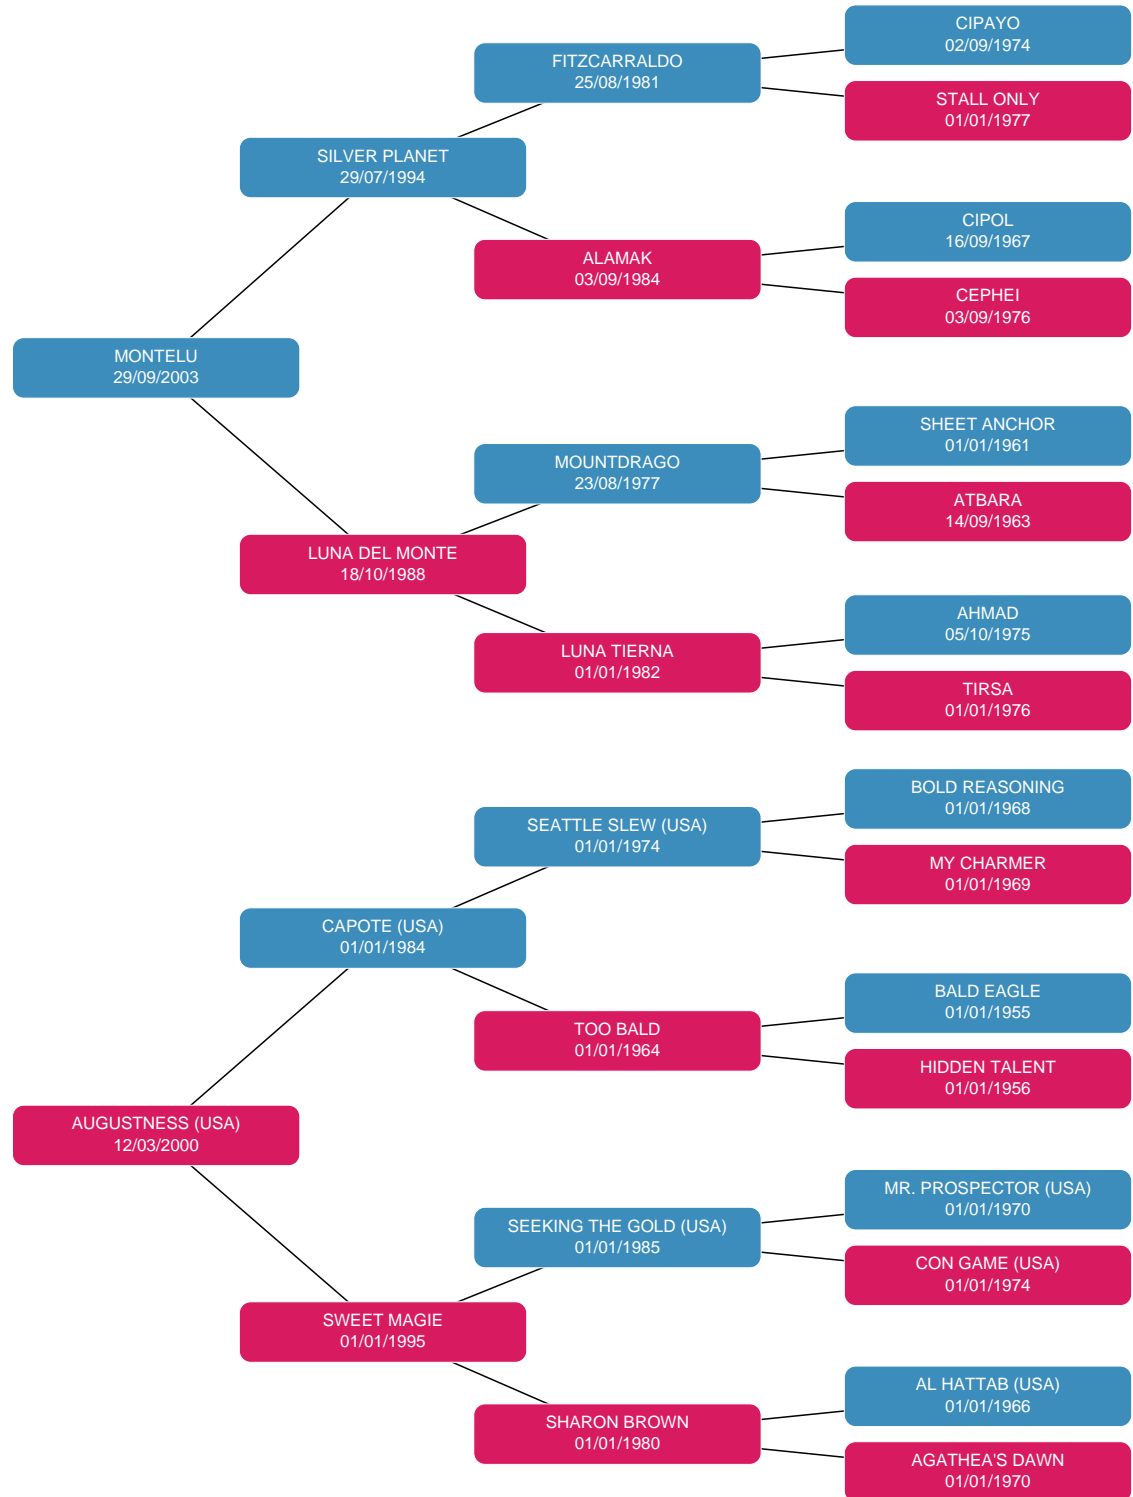 CIPAYO
02/09/1974
FITZCARRALDO
25/08/1981
STALL ONLY
01/01/1977
SILVER PLANET
29/07/1994
CIPOL
16/09/1967
ALAMAK
03/09/1984
CEPHEI
03/09/1976
MONTELU
29/09/2003
SHEET ANCHOR
01/01/1961
MOUNTDRAGO
23/08/1977
ATBARA
14/09/1963
LUNA DEL MONTE
18/10/1988
AHMAD
05/10/1975
LUNA TIERNA
01/01/1982
TIRSA
01/01/1976
BOLD REASONING
01/01/1968
SEATTLE SLEW (USA)
01/01/1974
MY CHARMER
01/01/1969
CAPOTE (USA)
01/01/1984
BALD EAGLE
01/01/1955
TOO BALD
01/01/1964
HIDDEN TALENT
01/01/1956
AUGUSTNESS (USA)
12/03/2000
MR. PROSPECTOR (USA)
01/01/1970
SEEKING THE GOLD (USA)
01/01/1985
CON GAME (USA)
01/01/1974
SWEET MAGIE
01/01/1995
AL HATTAB (USA)
01/01/1966
SHARON BROWN
01/01/1980
AGATHEA'S DAWN
01/01/1970